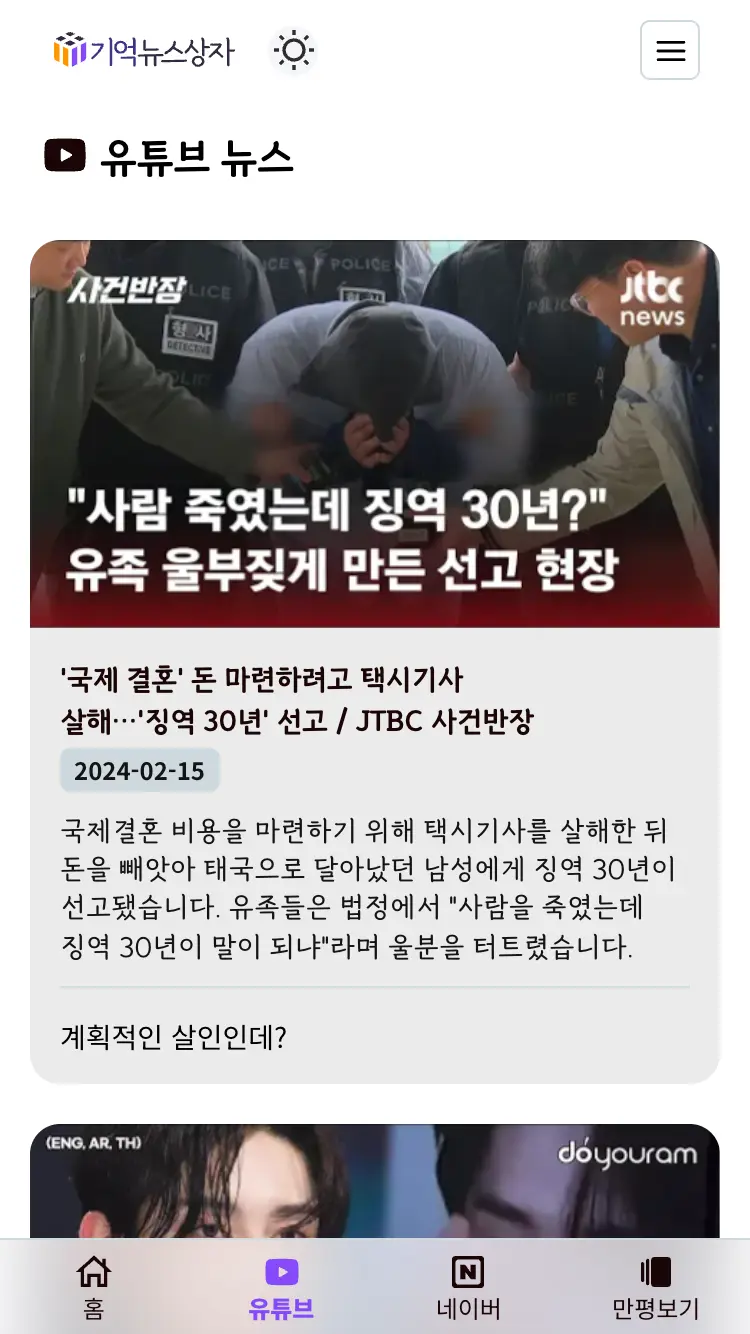 기억뉴스상자
유튜브 뉴스
사건반장
jtbc
news
ICE
POLICE
LICE
POLICE
형사
DETECTIVE
"사람 죽였는데 징역 30년?"
유족 울부짖게 만든 선고 현장
'국제 결혼' 돈 마련하려고 택시기사
살해…'징역 30년' 선고 / JTBC 사건반장
2024-02-15
국제결혼 비용을 마련하기 위해 택시기사를 살해한 뒤
돈을 빼앗아 태국으로 달아났던 남성에게 징역 30년이
선고됐습니다. 유족들은 법정에서 "사람을 죽였는데
징역 30년이 말이 되냐"라며 울분을 터트렸습니다.
계획적인 살인인데?
(ENG, AR, TH)
dóyouram
홈
유튜브
네이버
만평보기